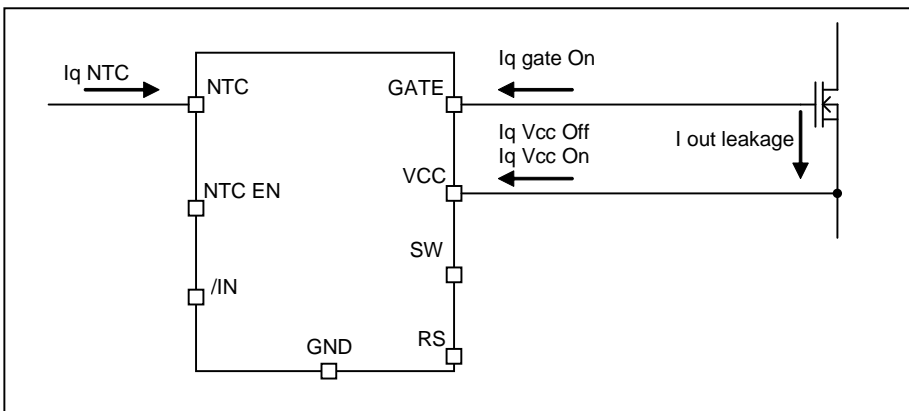 Iq NTC
NTC
GATE
Iq gate On
Iq Vcc Off
Iq Vcc On
I out leakage
VCC
NTC EN
SW
/IN
RS
GND